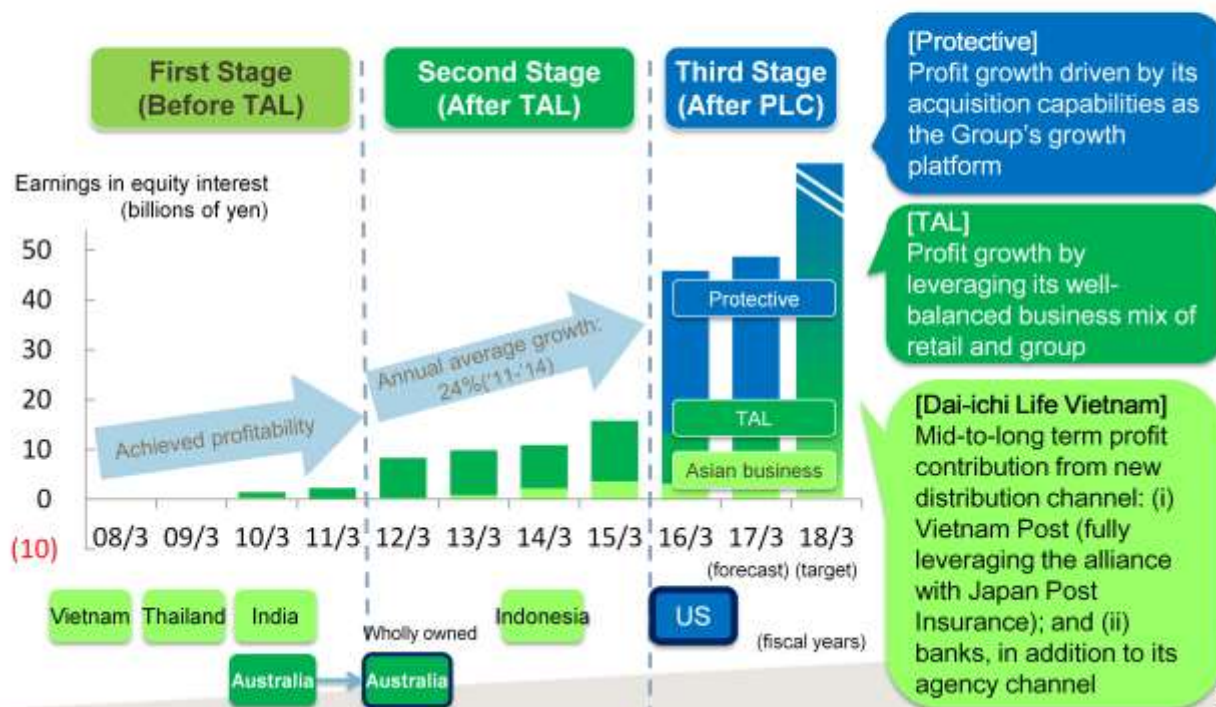 First Stage
(Before TAL)
Second Stage
(After TAL)
Third Stage
(After PLC)
Earnings in equity interest
(billions of yen)
50
40
30
20
10
0
(10)
Achieved profitability
Annual average growth:
24%('11-'14)
Protective
TAL
Asian business
08/3 09/3 10/3 11/3 12/3 13/3 14/3 15/3 16/3 17/3 18/3
(forecast) (target)
Vietnam
Thailand
India
Indonesia
US
Wholly owned
(fiscal years)
Australia
Australia
[Protective]
Profit growth driven by its
acquisition capabilities as
the Group's growth
platform
[TAL]
Profit growth by
leveraging its well-
balanced business mix of
retail and group
[Dai-ichi Life Vietnam]
Mid-to-long term profit
contribution from new
distribution channel: (i)
Vietnam Post (fully
leveraging the alliance
with Japan Post
Insurance); and (ii)
banks, in addition to its
agency channel